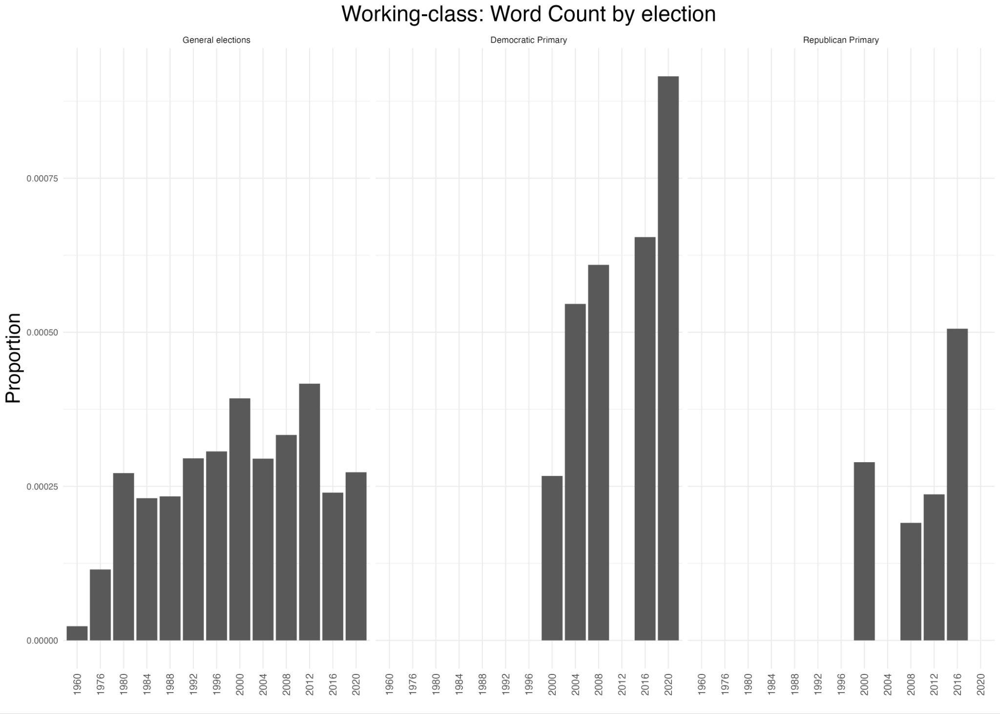 Working-class: Word Count by election
General elections Democratic Primary Republican Primary
Proportion
0.00075
0.00050
0.00025
0.00000
1960 1976 1980 1984 1988 1992 1996 2000 2004 2008 2012 2016 2020 1960 1976 1980 1984 1988 1992 1996 2000 2004 2008 2012 2016 2020 1960 1976 1980 1984 1988 1992 1996 2000 2004 2008 2012 2016 2020